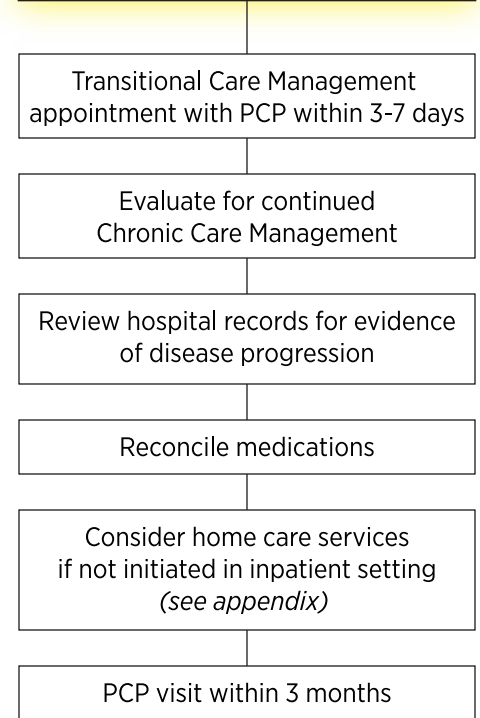 Transitional Care Management
appointment with PCP within 3-7 days
Evaluate for continued
Chronic Care Management
Review hospital records for evidence
of disease progression
Reconcile medications
Consider home care services
if not initiated in inpatient setting
(see appendix)
PCP visit within 3 months